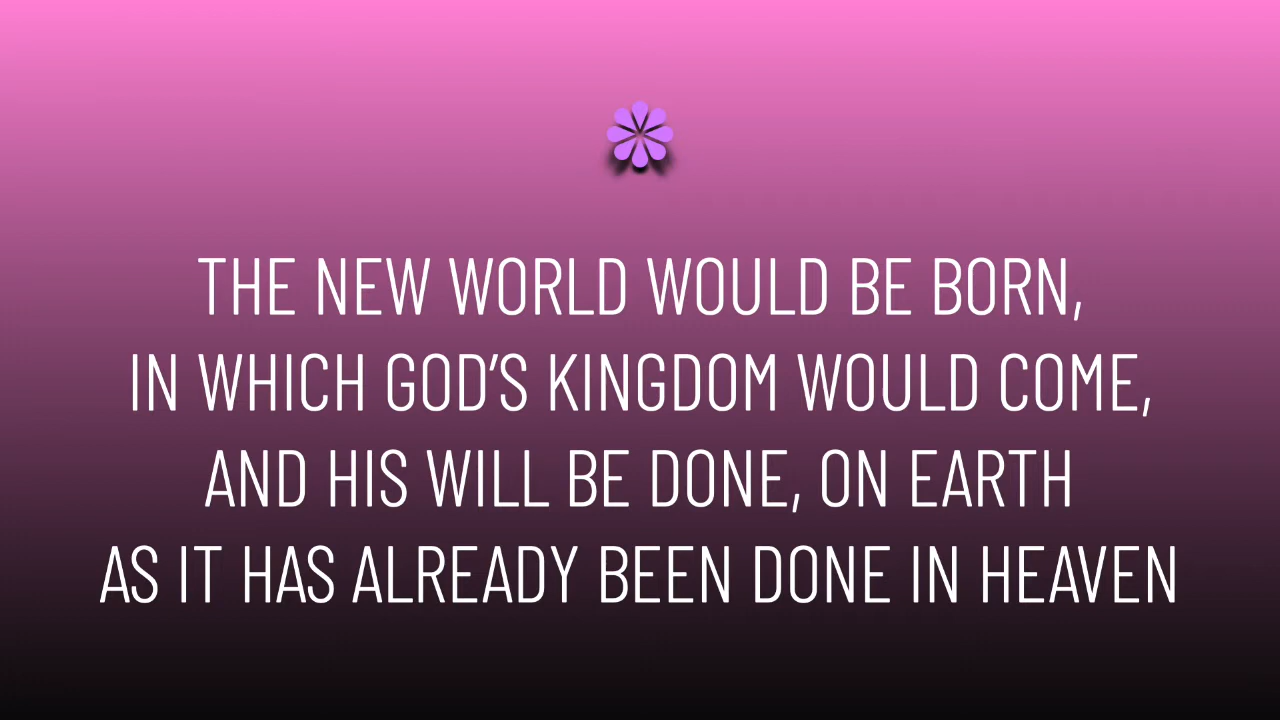 THE NEW WORLD WOULD BE BORN,
IN WHICH GOD’S KINGDOM WOULD COME,
AND HIS WILL BE DONE, ON EARTH
AS IT HAS ALREADY BEEN DONE IN HEAVEN